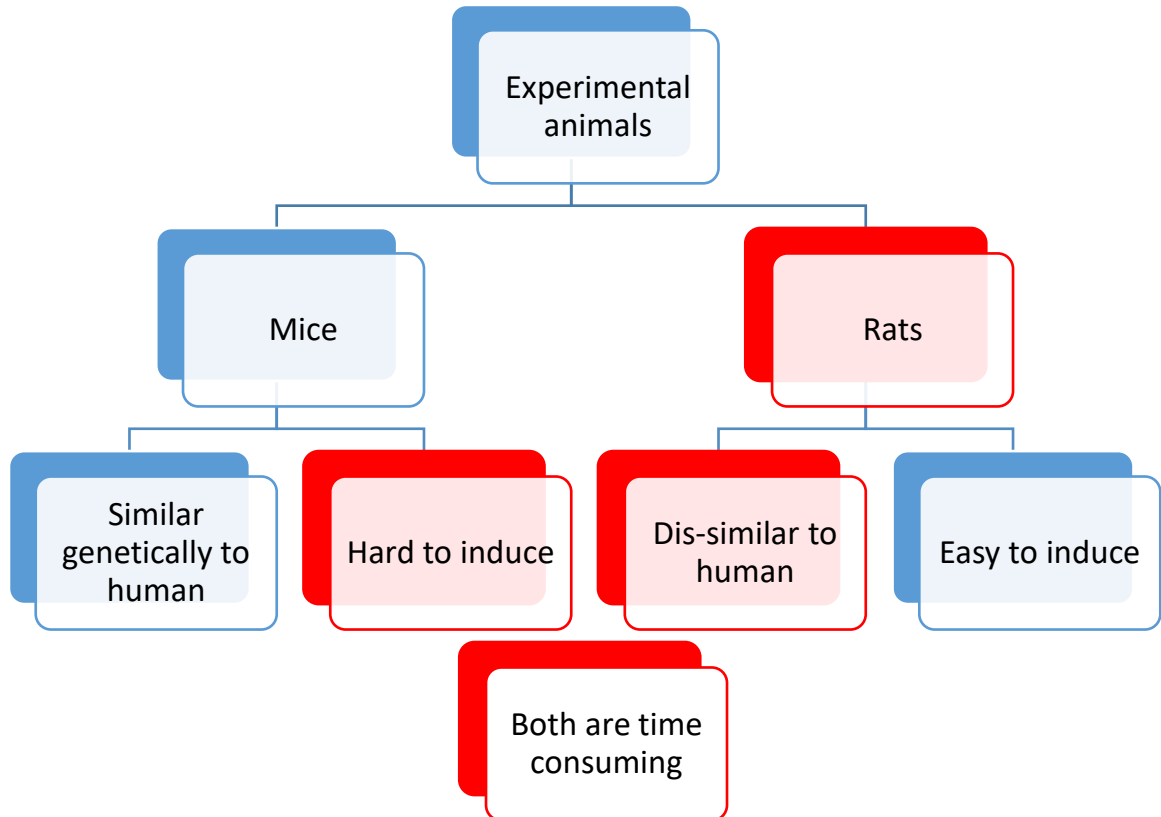 Experimental
animals
Mice
Rats
Similar
genetically to
human
Hard to induce
Dis-similar to
human
Easy to induce
Both are time
consuming